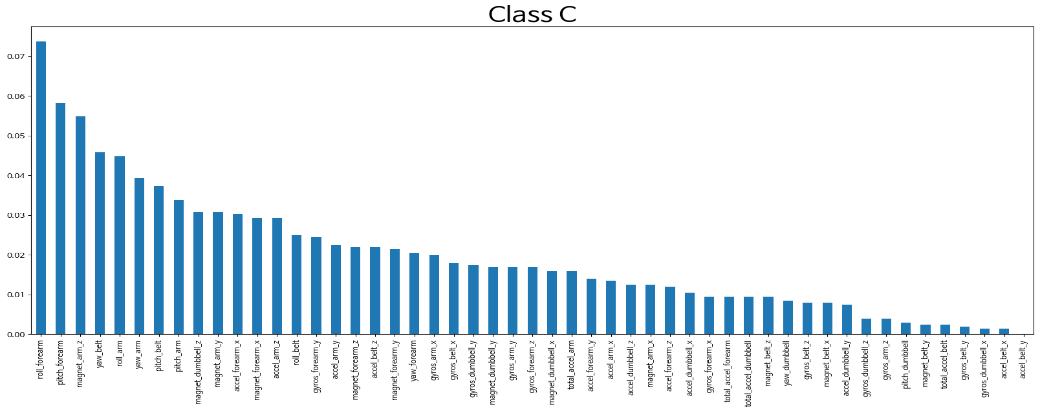 Class C
0.07
0.06
0.05
0.04
0.03
0.02
0.01
0.00
roll_forearm
pitch_forearm
magnet_arm_z
yaw_belt
roll_arm
yaw_arm
pitch_belt
pitch_arm
magnet_dumbbell_z
magnet_arm_y
accel_forearm_x
magnet_forearm_x
accel_arm_z
roll_belt
gyros_forearm_y
accel_arm_y
magnet_forearm_z
accel_belt_z
magnet_forearm_y
yaw_forearm
gyros_arm_x
gyros_belt_x
gyros_dumbbell_y
magnet_dumbbell_y
gyros_arm_y
gyros_forearm_z
magnet_dumbbell_x
total_accel_arm
accel_forearm_y
accel_arm_x
accel_dumbbell_z
magnet_arm_x
accel_forearm_z
accel_dumbbell_x
gyros_forearm_x
total_accel_forearm
total_accel_dumbbell
magnet_belt_z
yaw_dumbbell
gyros_belt_z
magnet_belt_x
accel_dumbbell_y
gyros_dumbbell_z
gyros_arm_z
pitch_dumbbell
magnet_belt_y
total_accel_belt
gyros_belt_y
gyros_dumbbell_x
accel_belt_x
accel_belt_y